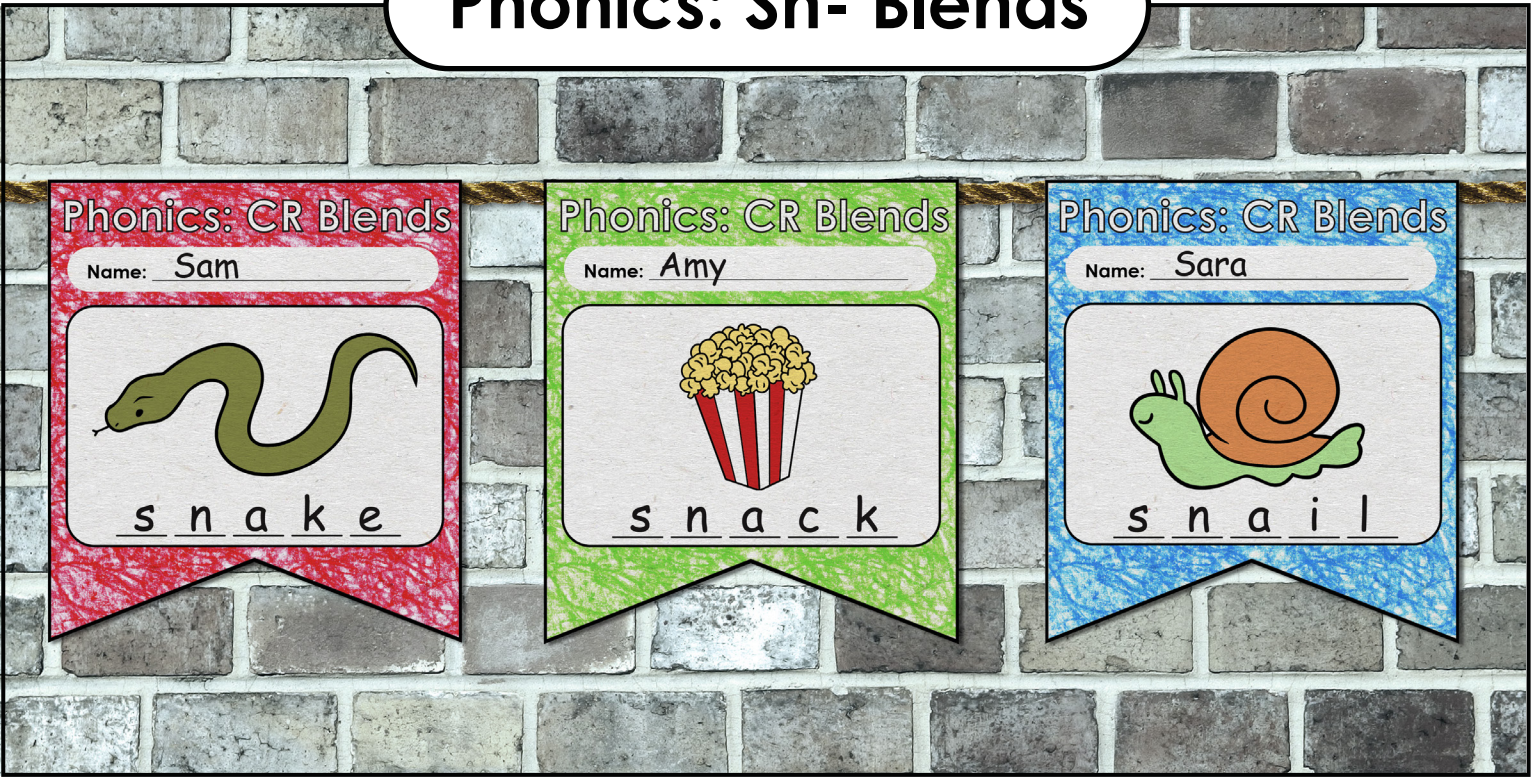 Phonics: Sn- Blends
Phonics: CR Blends
Name: Sam
s n a k e
Phonics: CR Blends
Name: Amy
s n a c k
Phonics: CR Blends
Name: Sara
s n a i l